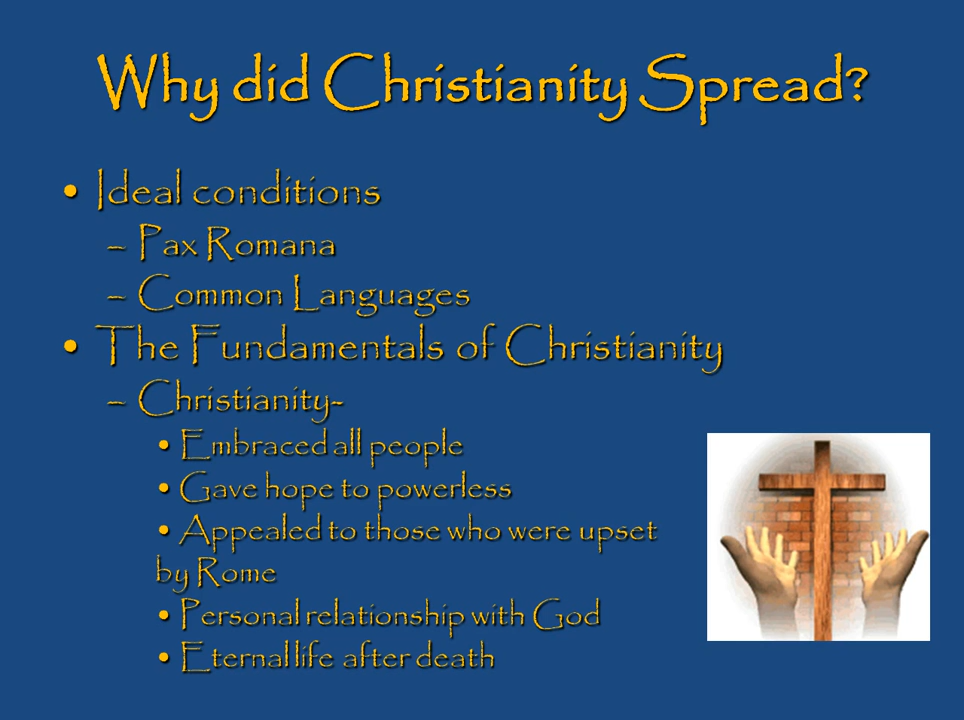 Why did Christianity Spread?
• Ideal conditions
– Pax Romana
– Common Languages
• The Fundamentals of Christianity
– Christianity-
• Embraced all people
• Gave hope to powerless
• Appealed to those who were upset
by Rome
• Personal relationship with God
• Eternal life after death